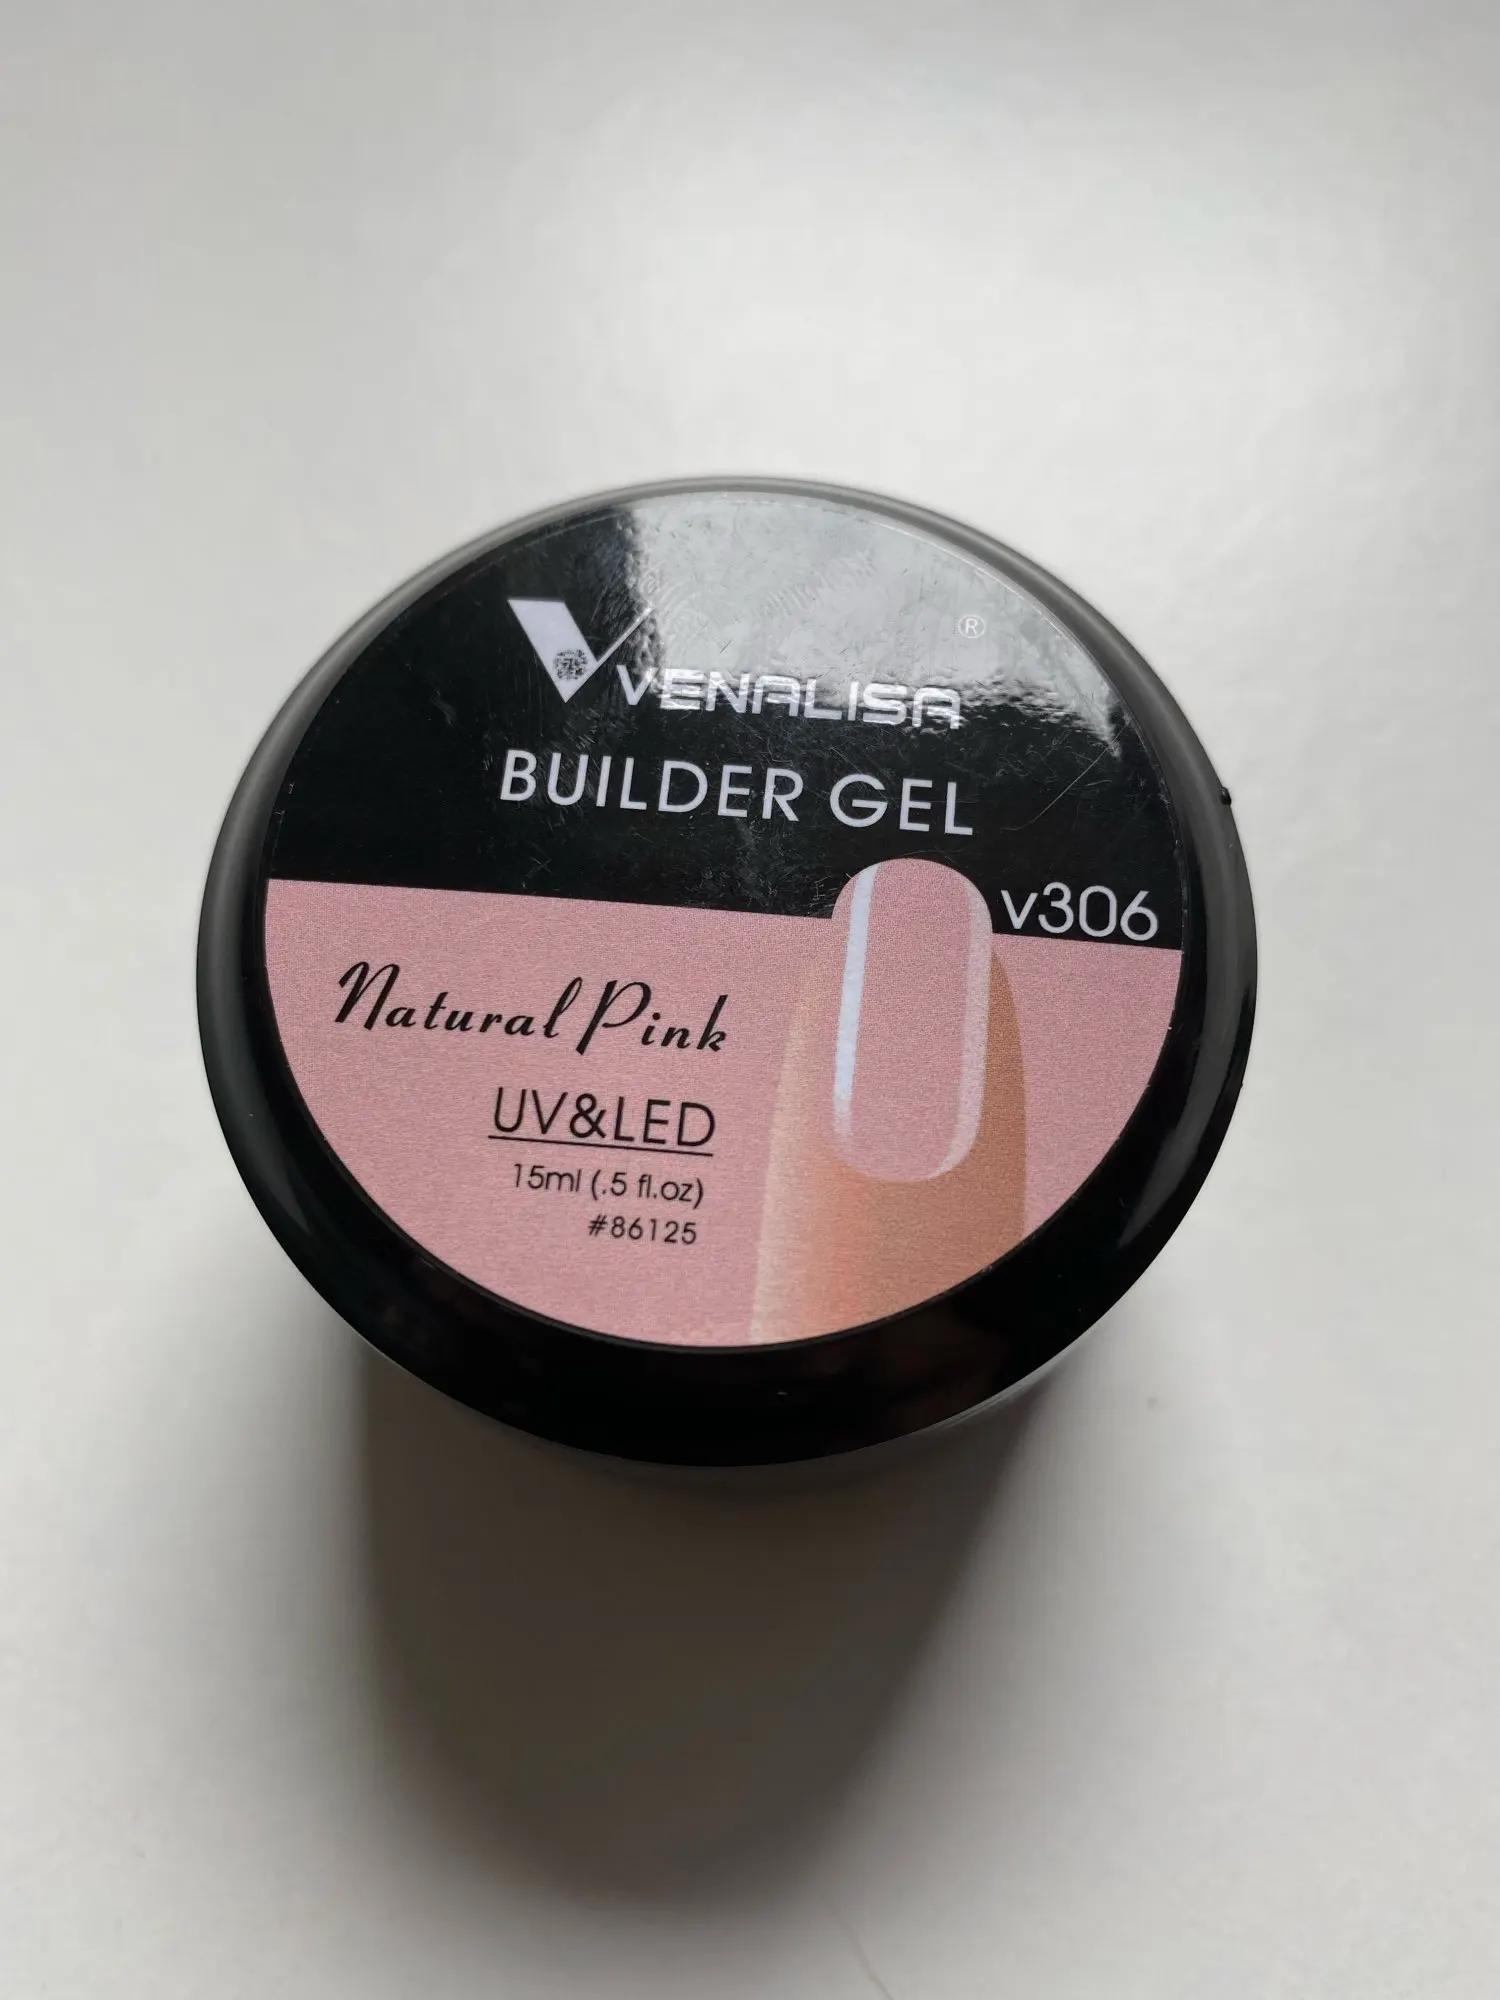 VENALISA ®
BUILDER GEL
v306
Natural Pink
UV&LED
15ml (.5 fl.oz)
#86125